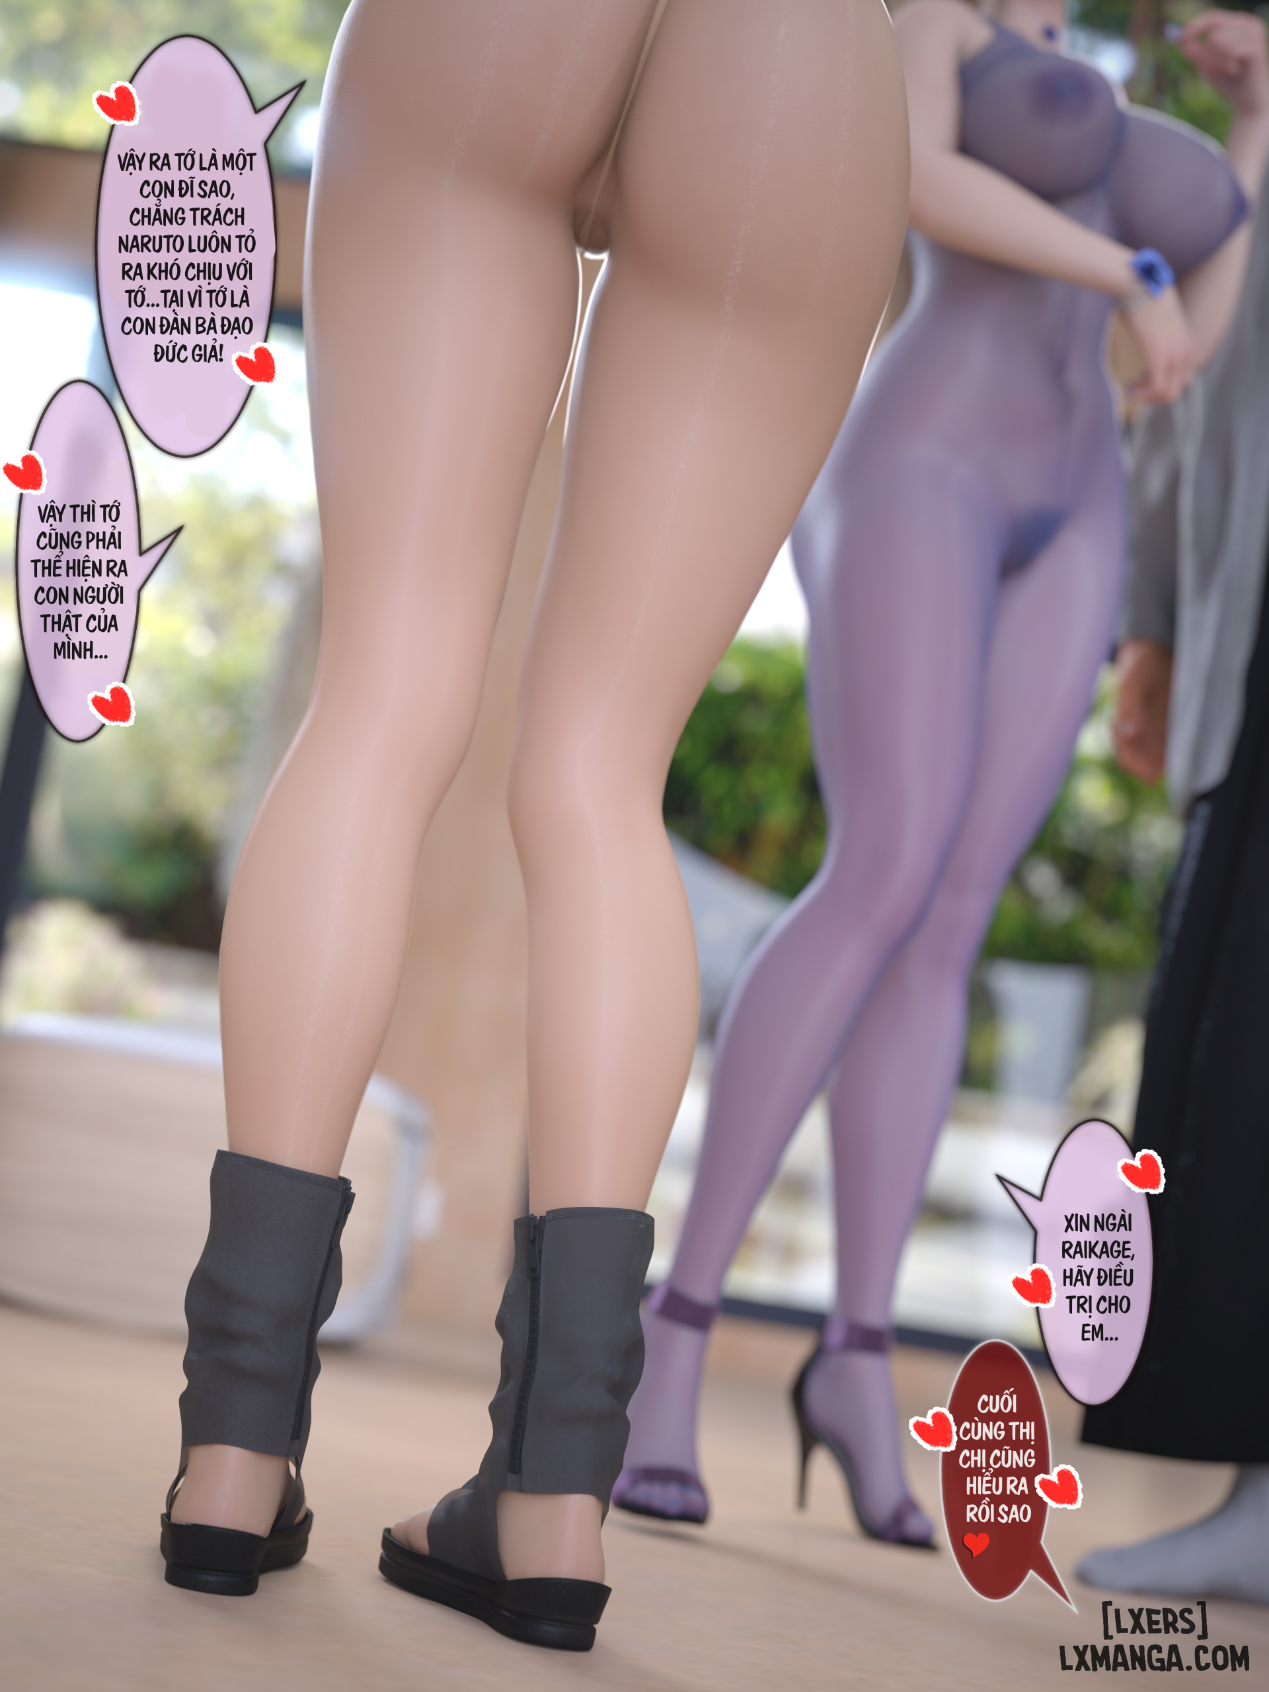 VẬY RA TỚ LÀ MỘT
CON ĐĨ SAO,
CHẲNG TRÁCH
NARUTO LUÔN TỎ
RA KHÓ CHỊU VỚI
TỚ...TẠI VÌ TỚ LÀ
CON ĐÀN BÀ ĐẠO
ĐỨC GIẢ!
VẬY THÌ TỚ
CŨNG PHẢI
THỂ HIỆN RA
CON NGƯỜI
THẬT CỦA
MÌNH...
XIN NGÀI
RAIKAGE,
HÃY ĐIỀU
TRỊ CHO
EM...
CUỐI
CÙNG THỊ
CHỊ CŨNG
HIỂU RA
RỒI SAO
[LXERS]
LXMANGA.COM